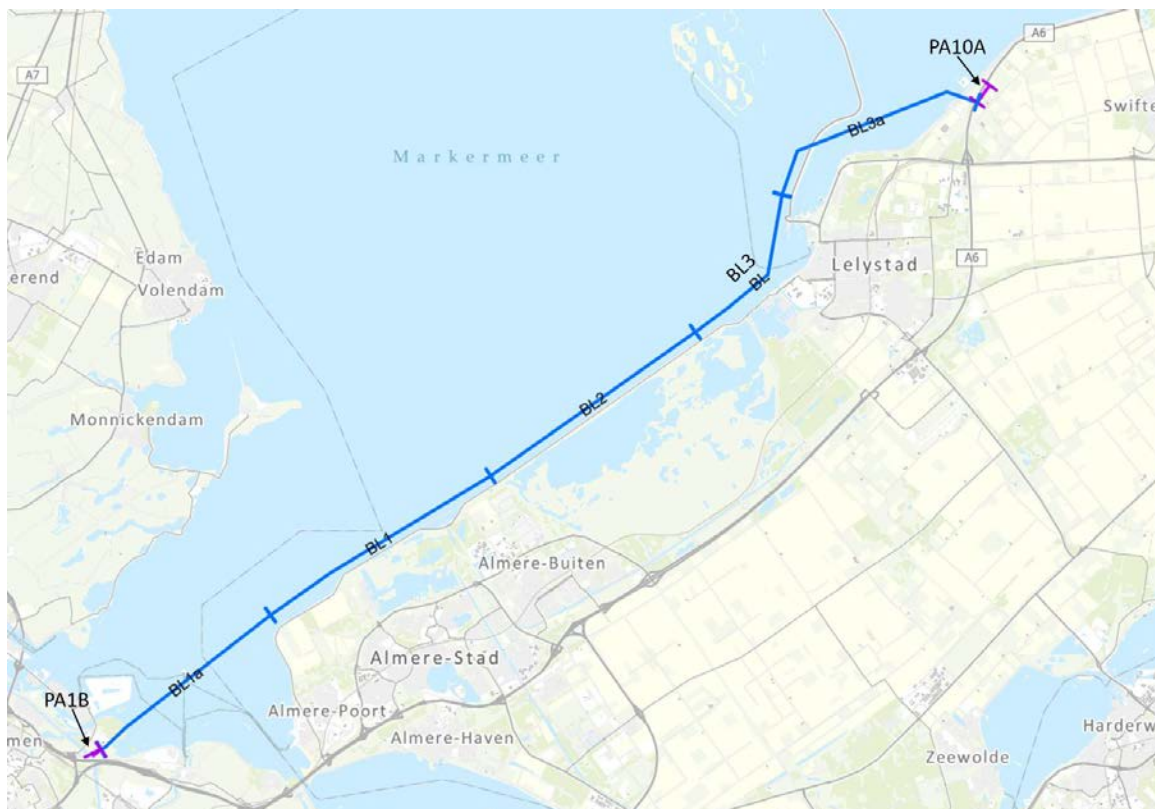 A6
PA10A
A7
Swifte
BL3a
Markermeer
Edam
Volendam
erend
BL3
BL
Lelystad
A6
Monnickendam
BL2
BL1
Almere-Buiten
Almere-Stad
BL1a
PA1B
Almere-Poort
Almere-Haven
men
Zeewolde
Harderw